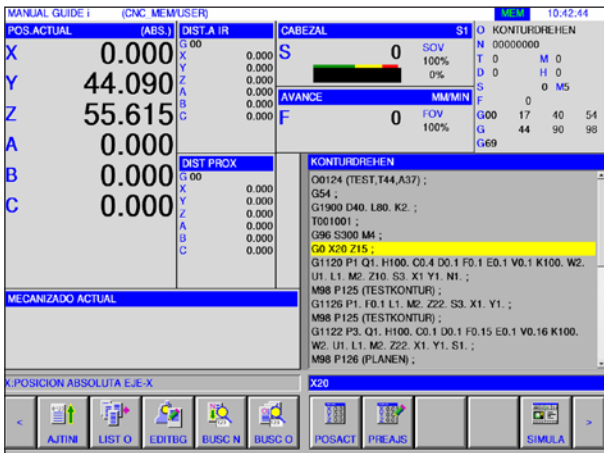 MANUAL GUIDE i (CNC_MEM/USER) MEM 10:42:44
POS.ACTUAL (ABS.)
X 0.000
Y 44.090
Z 55.615
A 0.000
B 0.000
C 0.000
DIST.A IR
G 00
X 0.000
Y 0.000
Z 0.000
A 0.000
B 0.000
C 0.000
DIST PROX
G 00
X 0.000
Y 0.000
Z 0.000
A 0.000
B 0.000
C 0.000
CABEZAL S1
S 0 SOV
100%
0%
AVANCE MM/MIN
F 0 FOV
100%
O KONTURDREHEN
N 00000000
T 0 M 0
D 0 H 0
S 0 M5
F 0
G00 17 40 54
G 44 90 98
G69
KONTURDREHEN
O0124 (TEST,T44,A37) ;
G54 ;
G1900 D40. L80. K2. ;
T001001 ;
G96 S300 M4 ;
G0 X20 Z15 ;
G1120 P1 Q1. H100. C0.4 D0.1 F0.1 E0.1 V0.1 K100. W2.
U1. L1. M2. Z10. S3. X1 Y1. N1. ;
M98 P125 (TESTKONTUR) ;
G1126 P1. F0.1 L1. M2. Z22. S3. X1. Y1. ;
M98 P125 (TESTKONTUR) ;
G1122 P3. Q1. H100. C0.1 D0.1 F0.15 E0.1 V0.16 K100.
W2. U1. L1. M2. Z22. X1. Y1. S1. ;
M98 P126 (PLANEN) ;
MECANIZADO ACTUAL
X:POSICION ABSOLUTA EJE-X
X20
< AJTINI LIST O EDITBG BUSC N BUSC O POSACT PREAJS SIMULA >